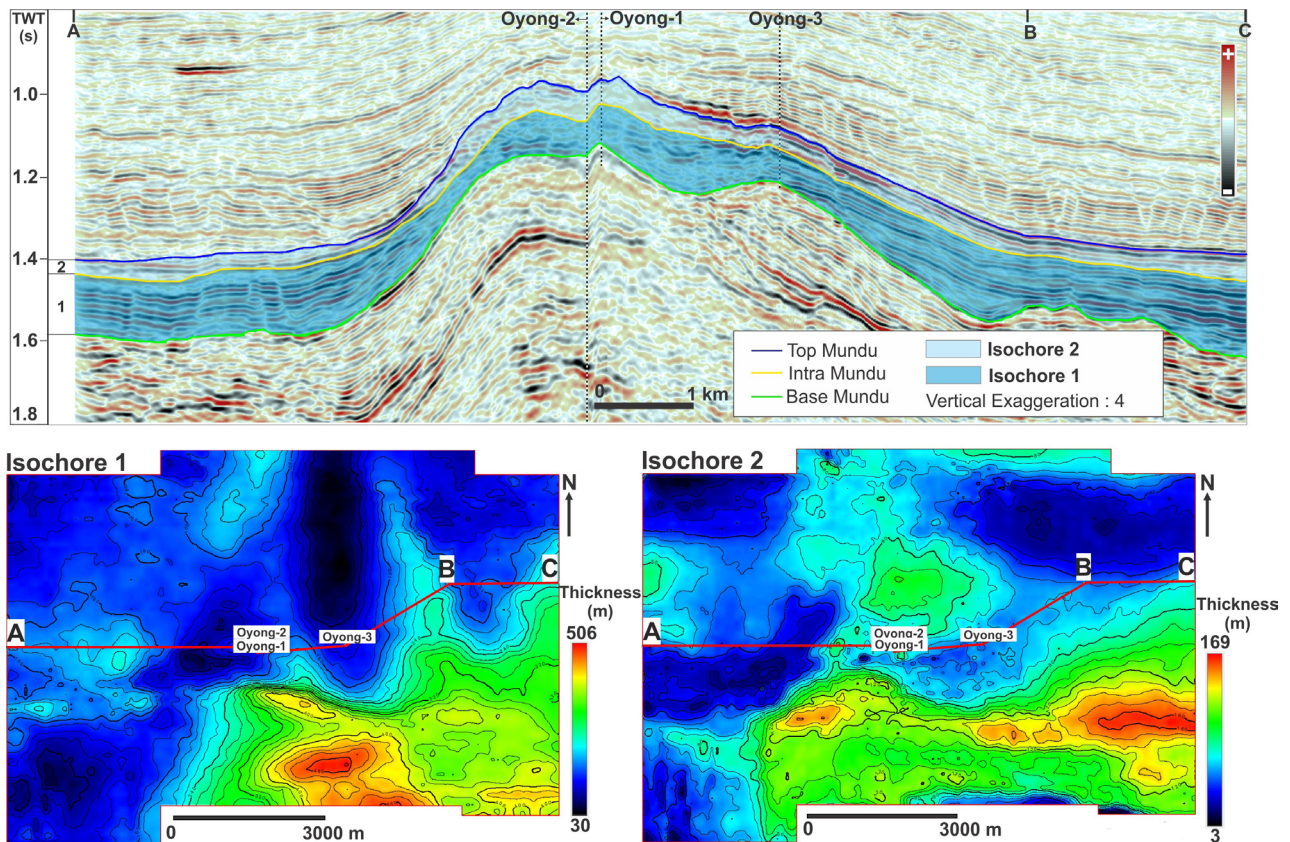 TWT
(s)
A
Oyong-2
Oyong-1
Oyong-3
B
C
+
-
1.0
1.2
1.4
2
1
1.6
1.8
0
1 km
Top Mundu
Intra Mundu
Base Mundu
Isochore 2
Isochore 1
Vertical Exaggeration : 4
Isochore 1
N
A
B
C
Oyong-2
Oyong-1
Oyong-3
Thickness
(m)
506
30
0
3000 m
Isochore 2
N
A
B
C
Oyong-2
Oyong-1
Oyong-3
Thickness
(m)
169
3
0
3000 m